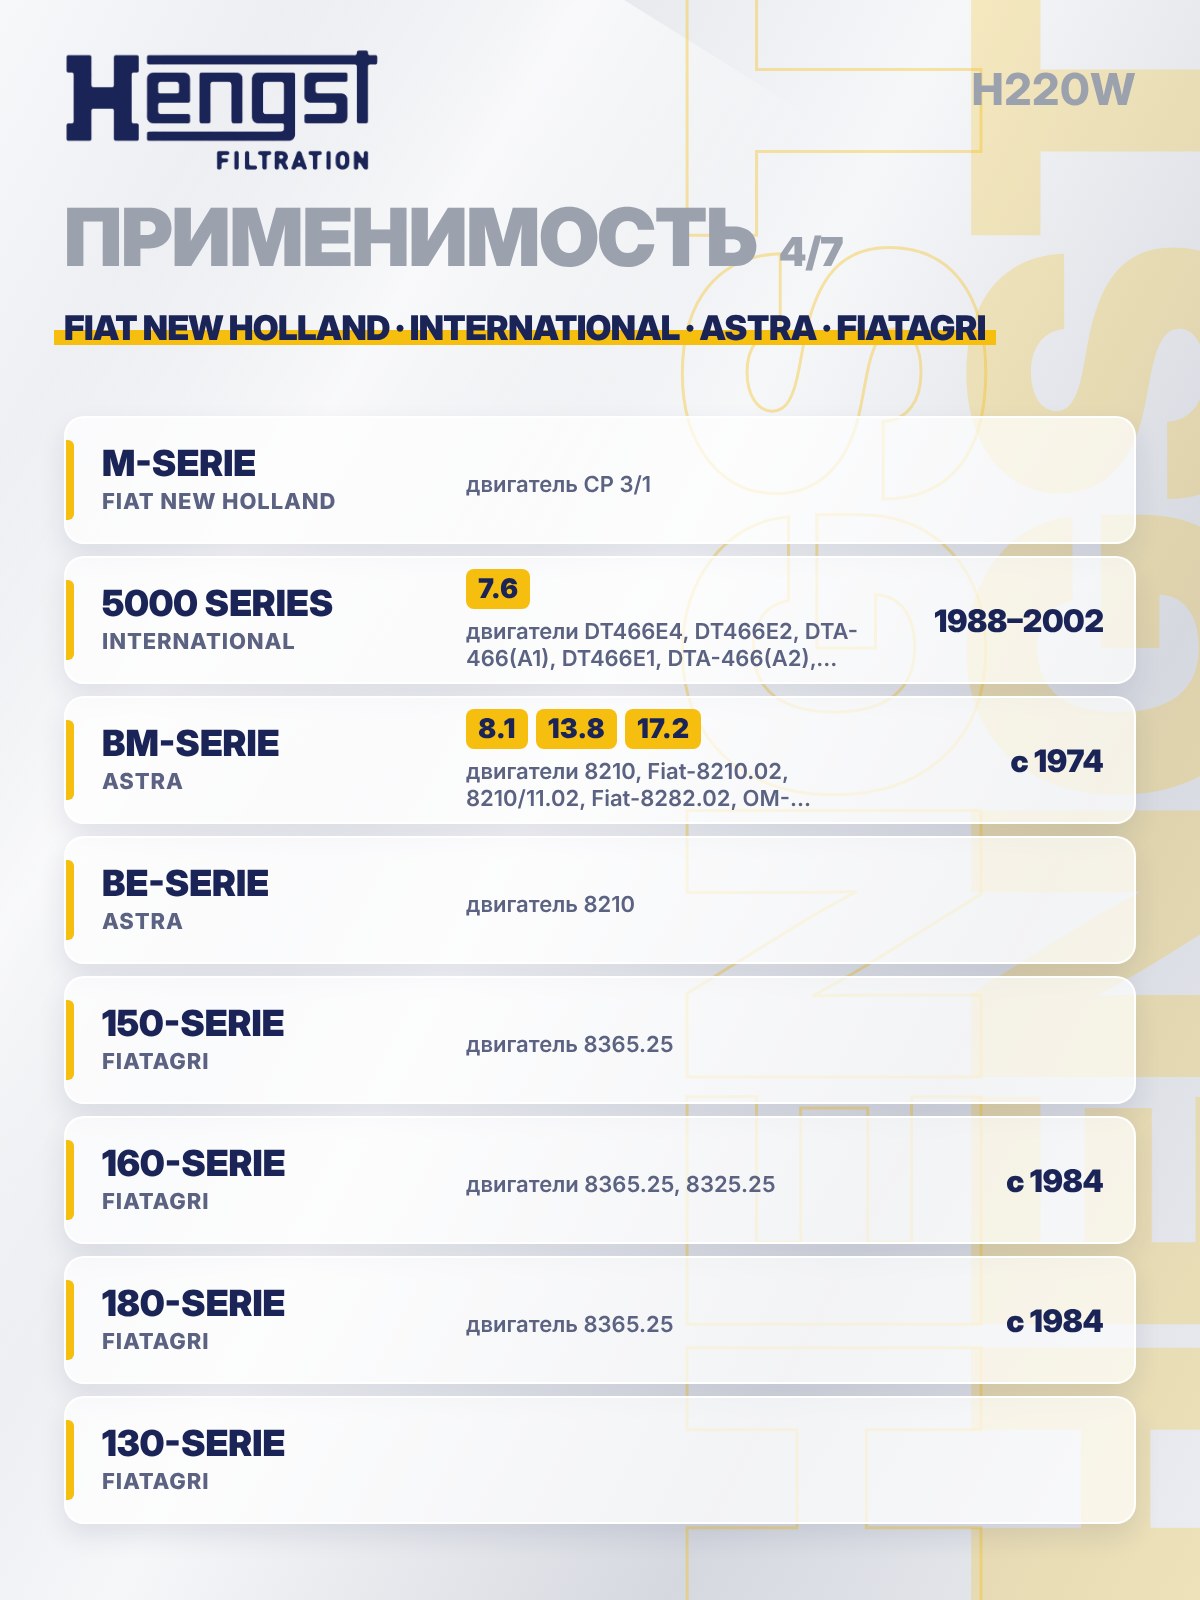 Hengst
FILTRATION
H220W
ПРИМЕНИМОСТЬ 4/7
FIAT NEW HOLLAND · INTERNATIONAL · ASTRA · FIATAGRI
M-SERIE
FIAT NEW HOLLAND
двигатель CP 3/1
5000 SERIES
INTERNATIONAL
7.6
двигатели DT466E4, DT466E2, DTA-
466(A1), DT466E1, DTA-466(A2),...
1988–2002
BM-SERIE
ASTRA
8.1 13.8 17.2
двигатели 8210, Fiat-8210.02,
8210/11.02, Fiat-8282.02, OM-...
с 1974
BE-SERIE
ASTRA
двигатель 8210
150-SERIE
FIATAGRI
двигатель 8365.25
160-SERIE
FIATAGRI
двигатели 8365.25, 8325.25
с 1984
180-SERIE
FIATAGRI
двигатель 8365.25
с 1984
130-SERIE
FIATAGRI
HENGST
HENGST